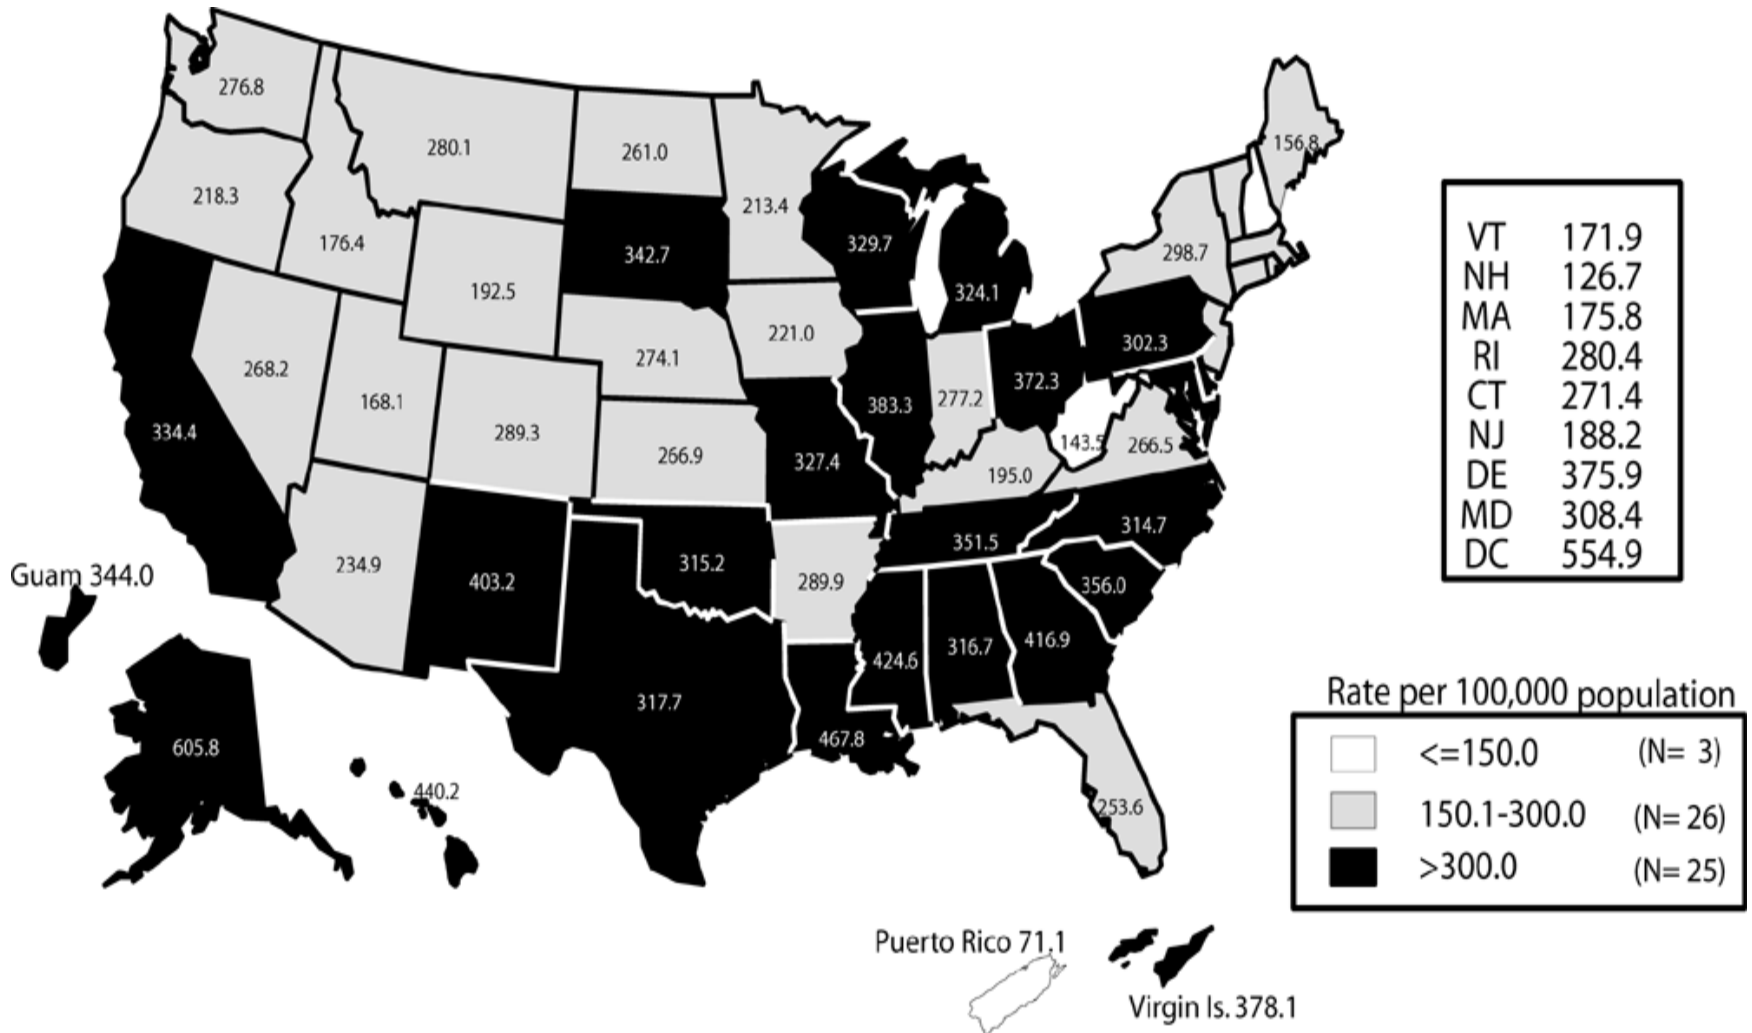 276.8
280.1
261.0
156.8
218.3
213.4
176.4
342.7
329.7
298.7
192.5
324.1
221.0
274.1
302.3
268.2
372.3
168.1
383.3
277.2
334.4
289.3
143.5
266.5
266.9
327.4
195.0
314.7
351.5
234.9
315.2
Guam 344.0
403.2
289.9
356.0
424.6
316.7
416.9
317.7
467.8
605.8
440.2
253.6
VT 171.9
NH 126.7
MA 175.8
RI 280.4
CT 271.4
NJ 188.2
DE 375.9
MD 308.4
DC 554.9
Rate per 100,000 population
<=150.0 (N= 3)
150.1-300.0 (N= 26)
>300.0 (N= 25)
Puerto Rico 71.1
Virgin Is. 378.1